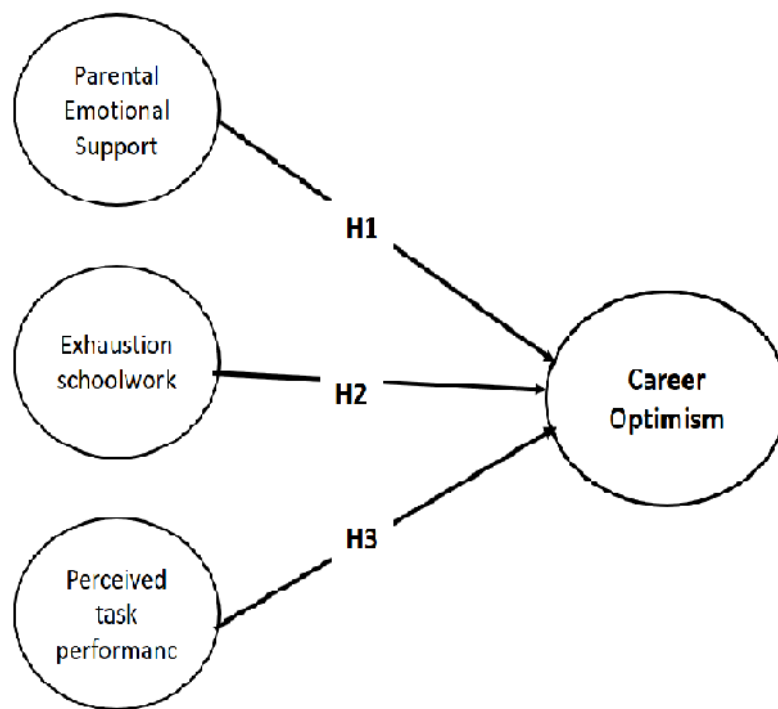 Parental
Emotional
Support
H1
Exhaustion
schoolwork
H2
Career
Optimism
H3
Perceived
task
performanc